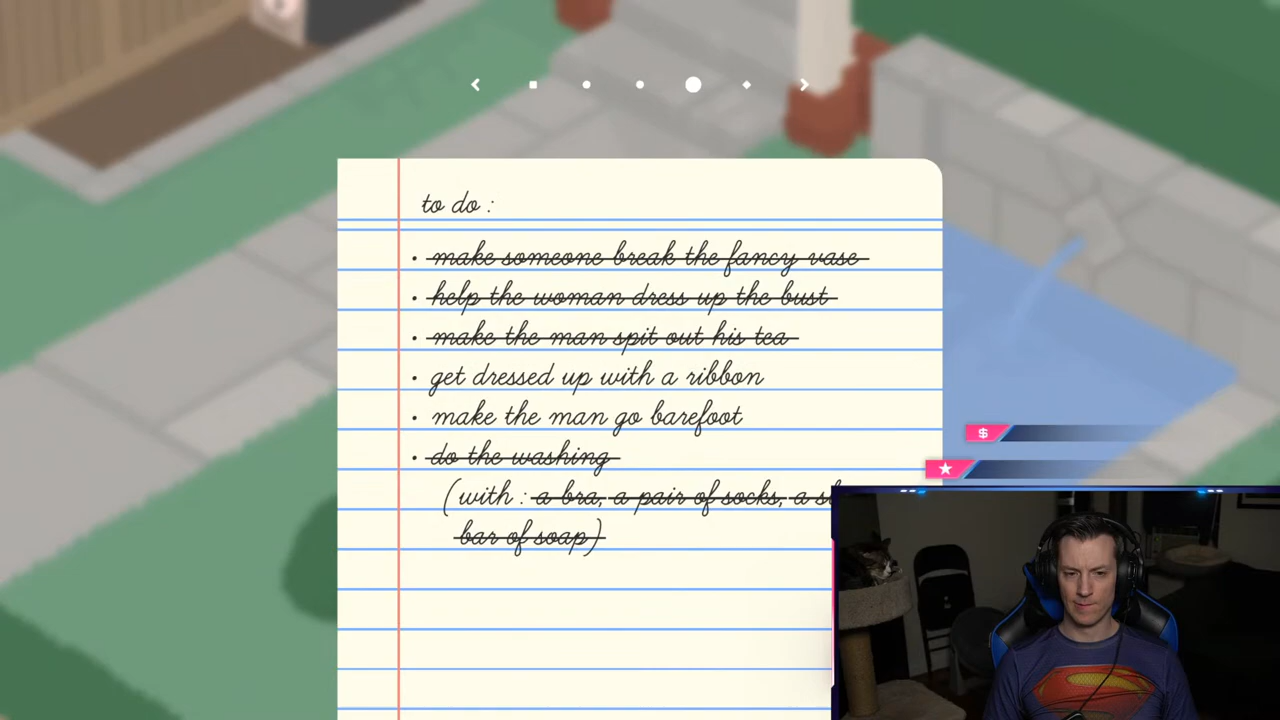 to do :
• make someone break the fancy vase
• help the woman dress up the bust
• make the man spit out his tea
• get dressed up with a ribbon
• make the man go barefoot
• do the washing
(with : a bra, a pair of socks, a
bar of soap)
$